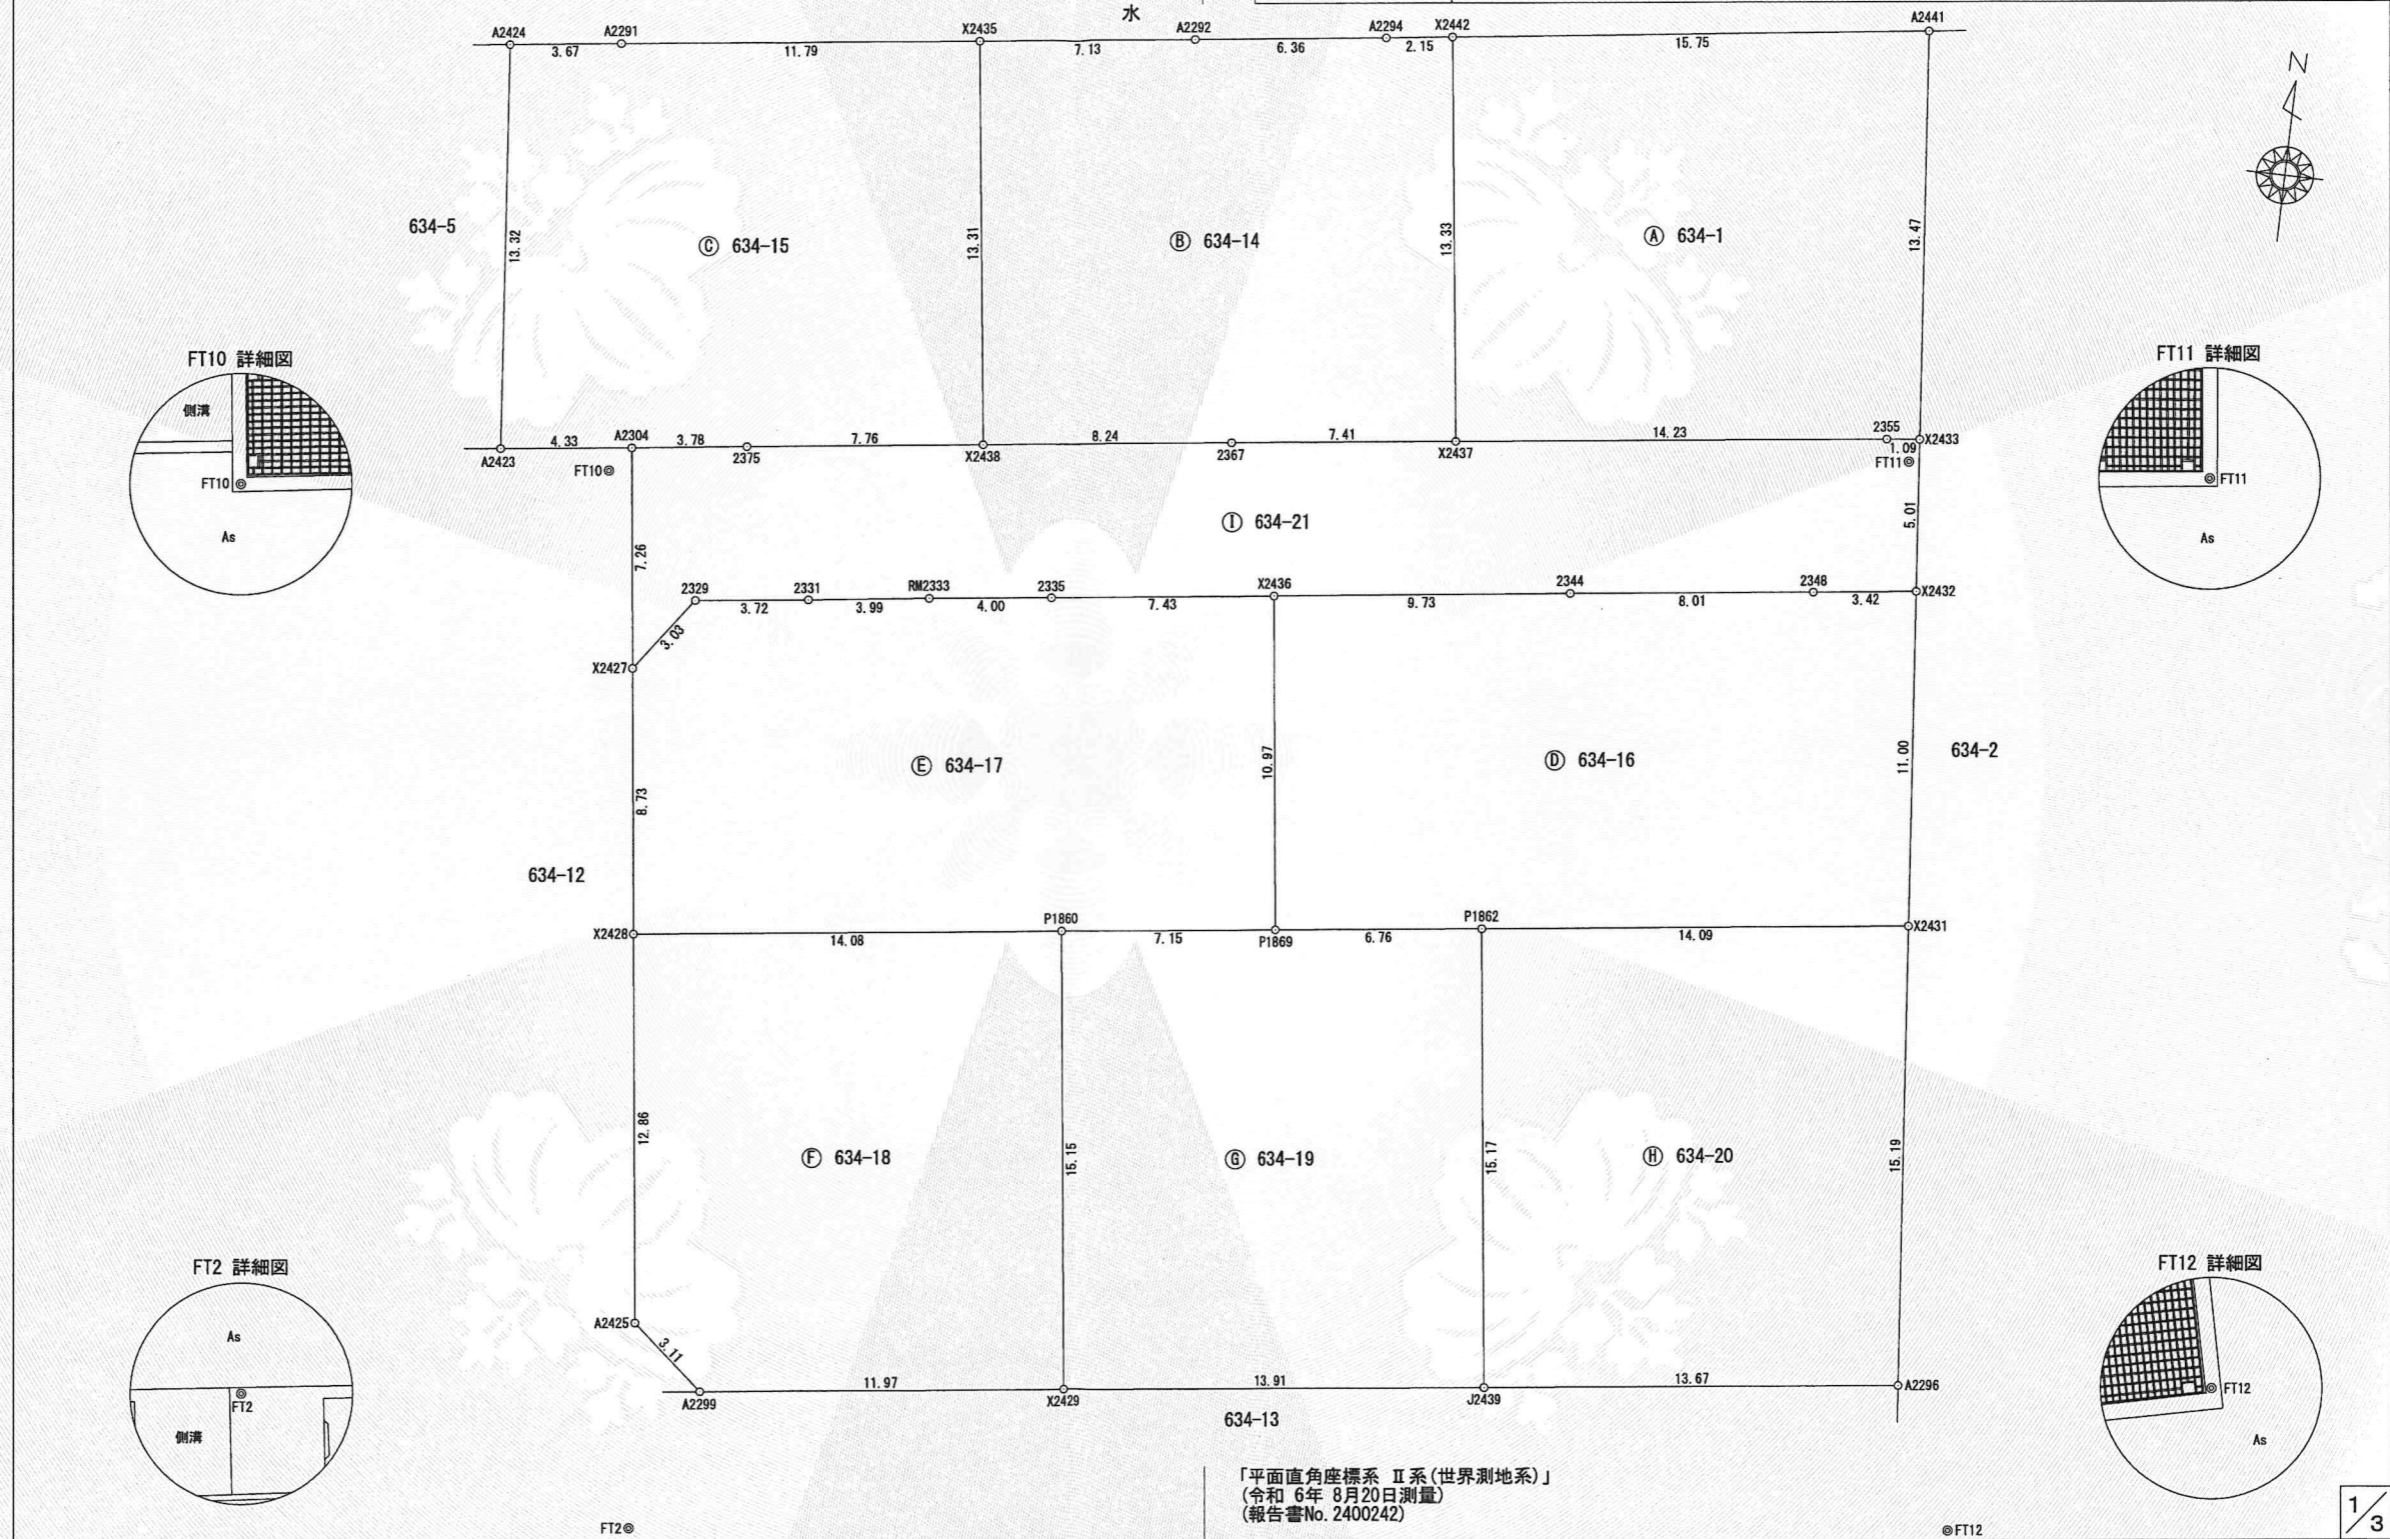 水
A2424
A2291
X2435
A2292
A2294
X2442
A2441
3.67
11.79
7.13
6.36
2.15
15.75
N
634-5
13.32
Ⓒ 634-15
13.31
Ⓑ 634-14
13.33
Ⓐ 634-1
13.47
FT10 詳細図
側溝
FT10
As
FT11 詳細図
FT11
As
A2423
4.33
A2304
3.78
2375
7.76
X2438
8.24
2367
7.41
X2437
14.23
2355
1.09
X2433
FT10
FT11
7.26
Ⓘ 634-21
5.01
2329
2331
RM2333
2335
X2436
2344
2348
X2432
3.72
3.99
4.00
7.43
9.73
8.01
3.42
3.03
X2427
8.73
Ⓔ 634-17
10.97
Ⓓ 634-16
11.00
634-2
634-12
X2428
14.08
P1860
7.15
P1869
6.76
P1862
14.09
X2431
12.86
Ⓕ 634-18
15.15
Ⓖ 634-19
15.17
Ⓗ 634-20
15.19
FT2 詳細図
As
FT2
側溝
FT12 詳細図
FT12
As
A2425
3.11
A2299
11.97
X2429
13.91
J2439
13.67
A2296
634-13
「平面直角座標系 Ⅱ系(世界測地系)」
(令和 6年 8月20日測量)
(報告書No.2400242)
FT2
FT12
1/3